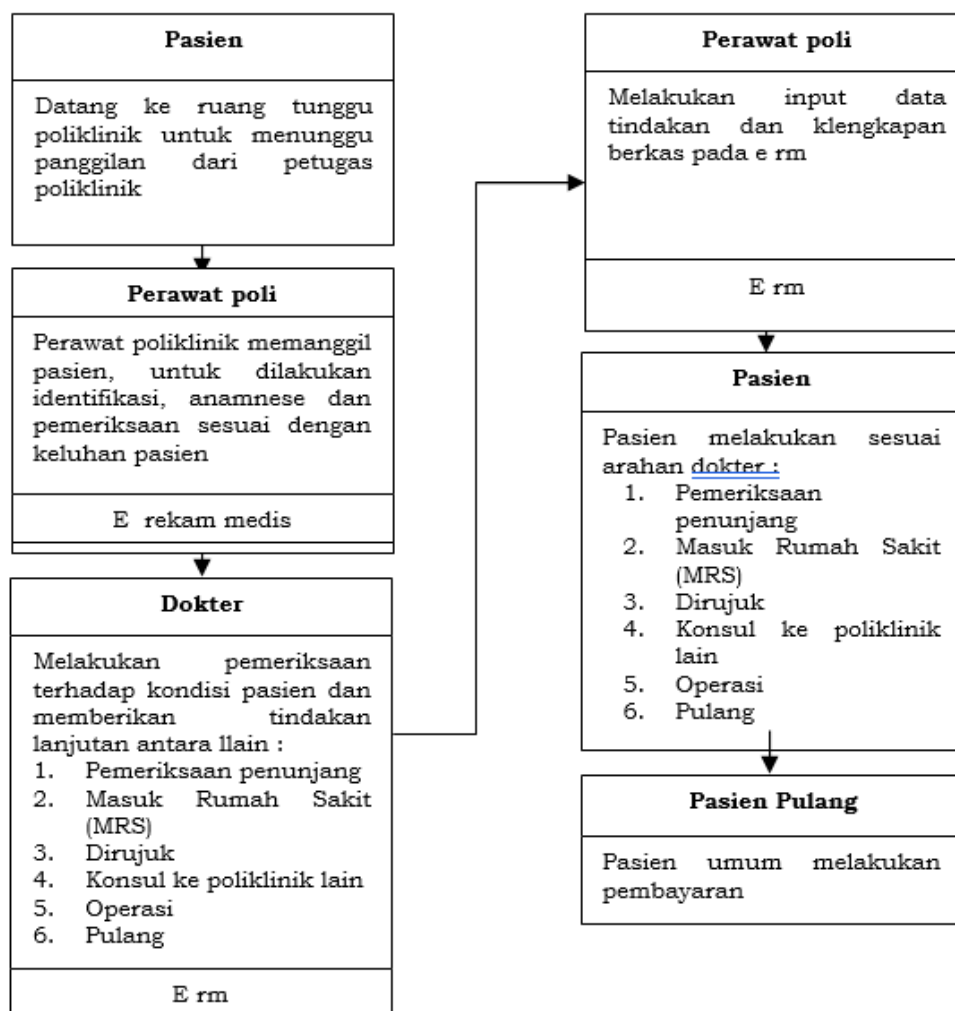 Pasien
Datang ke ruang tunggu
poliklinik untuk menunggu
panggilan dari petugas
poliklinik
Perawat poli
Perawat poliklinik memanggil
pasien, untuk dilakukan
identifikasi, anamnese dan
pemeriksaan sesuai dengan
keluhan pasien
E rekam medis
Dokter
Melakukan pemeriksaan
terhadap kondisi pasien dan
memberikan tindakan
lanjutan antara llain :
1. Pemeriksaan penunjang
2. Masuk Rumah Sakit
(MRS)
3. Dirujuk
4. Konsul ke poliklinik lain
5. Operasi
6. Pulang
E rm
Perawat poli
Melakukan input data
tindakan dan klengkapan
berkas pada e rm
E rm
Pasien
Pasien melakukan sesuai
arahan dokter :
1. Pemeriksaan
penunjang
2. Masuk Rumah Sakit
(MRS)
3. Dirujuk
4. Konsul ke poliklinik
lain
5. Operasi
6. Pulang
Pasien Pulang
Pasien umum melakukan
pembayaran